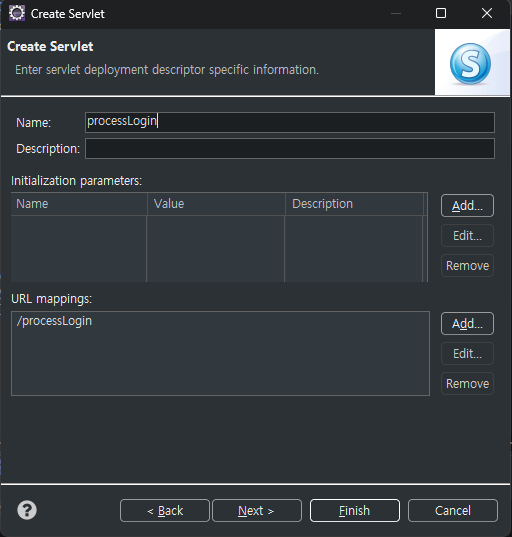 Create Servlet
Create Servlet
Enter servlet deployment descriptor specific information.
S
Name: processLogin
Description:
Initialization parameters:
Name Value Description
Add...
Edit...
Remove
URL mappings:
/processLogin
Add...
Edit...
Remove
? < Back Next > Finish Cancel